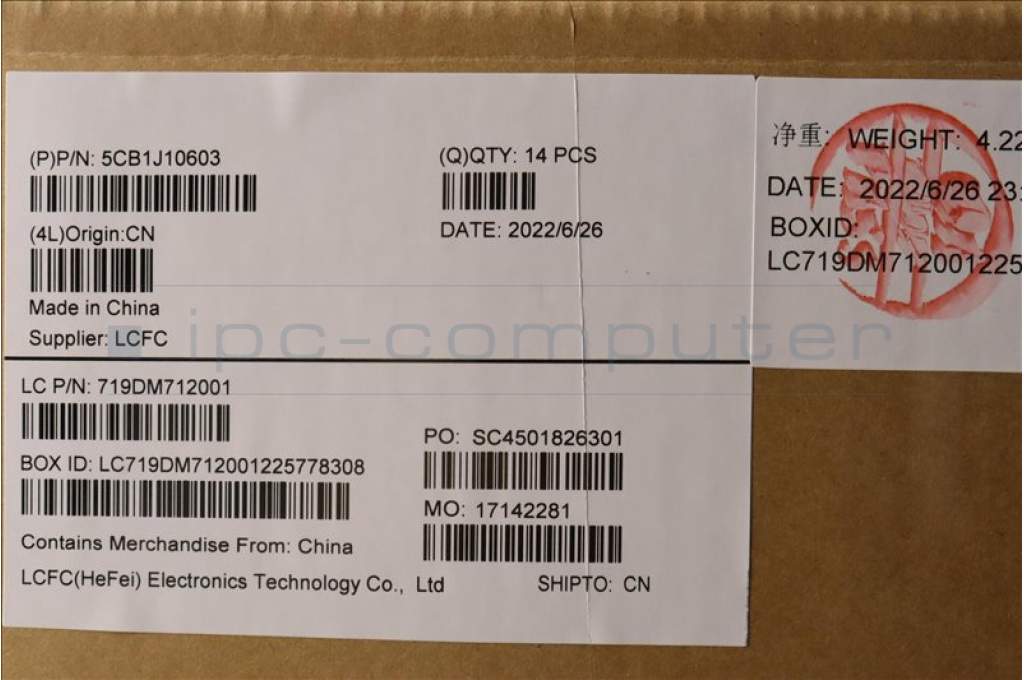 (P)P/N: 5CB1J10603
(Q)QTY: 14 PCS
(4L)Origin:CN
DATE: 2022/6/26
Made in China
Supplier: LCFC
LC P/N: 719DM712001
PO: SC4501826301
BOX ID: LC719DM712001225778308
MO: 17142281
Contains Merchandise From: China
LCFC(HeFei) Electronics Technology Co., Ltd
SHIPTO: CN
净重: WEIGHT: 4.22
DATE: 2022/6/26 23:
BOXID:
LC719DM712001225
ipc-computer